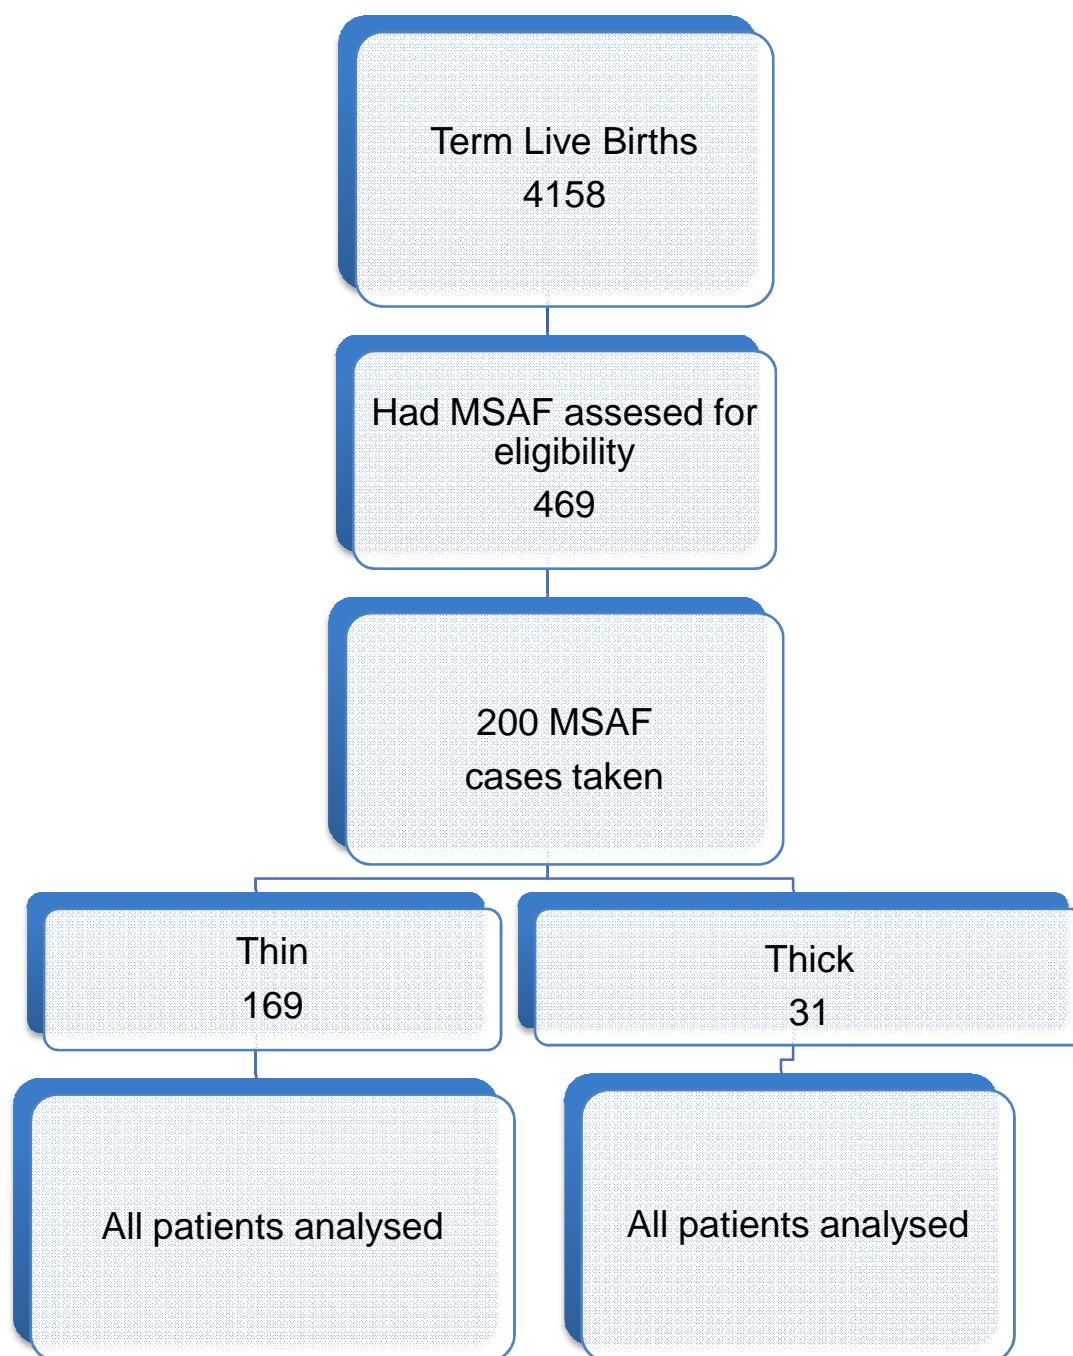 Term Live Births
4158
Had MSAF assesed for
eligibility
469
200 MSAF
cases taken
Thin
169
Thick
31
All patients analysed
All patients analysed